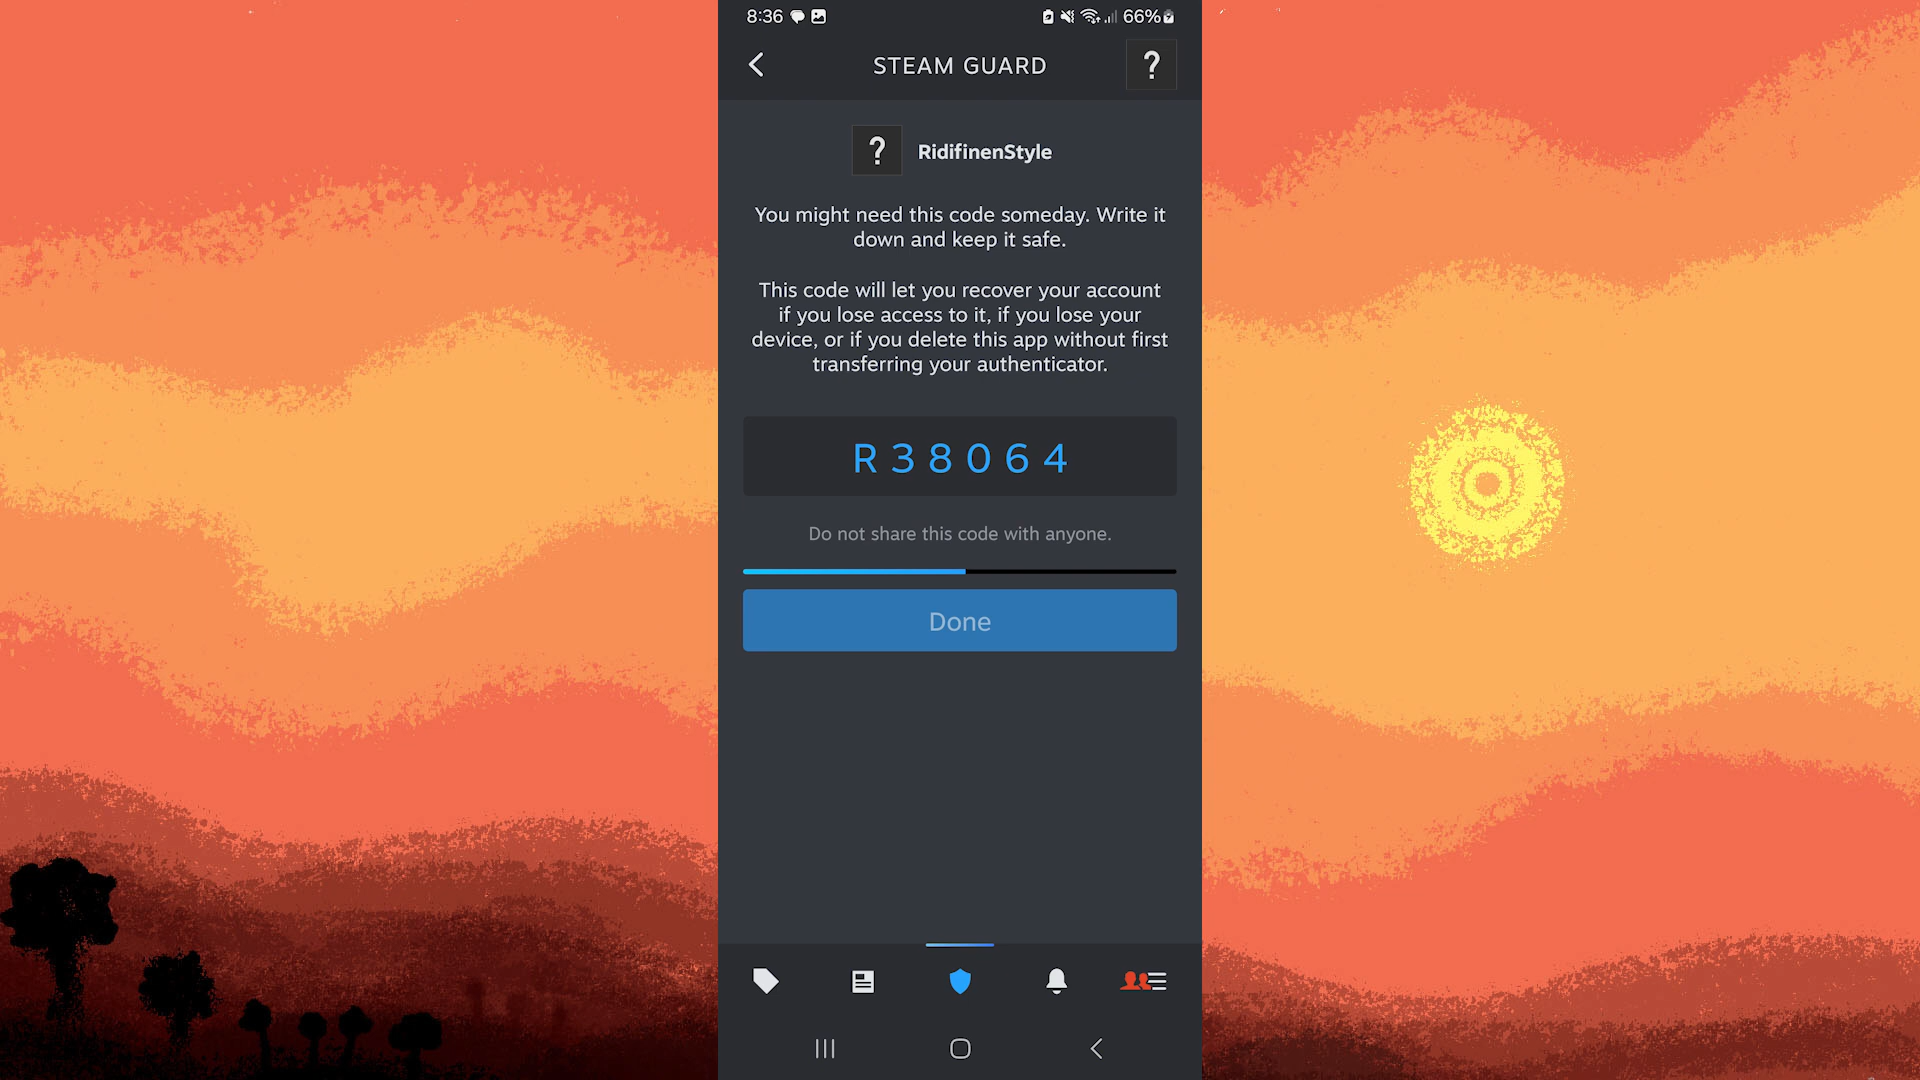 8:36 66%
STEAM GUARD
?
? RidifinenStyle
You might need this code someday. Write it
down and keep it safe.
This code will let you recover your account
if you lose access to it, if you lose your
device, or if you delete this app without first
transferring your authenticator.
R38064
Do not share this code with anyone.
Done